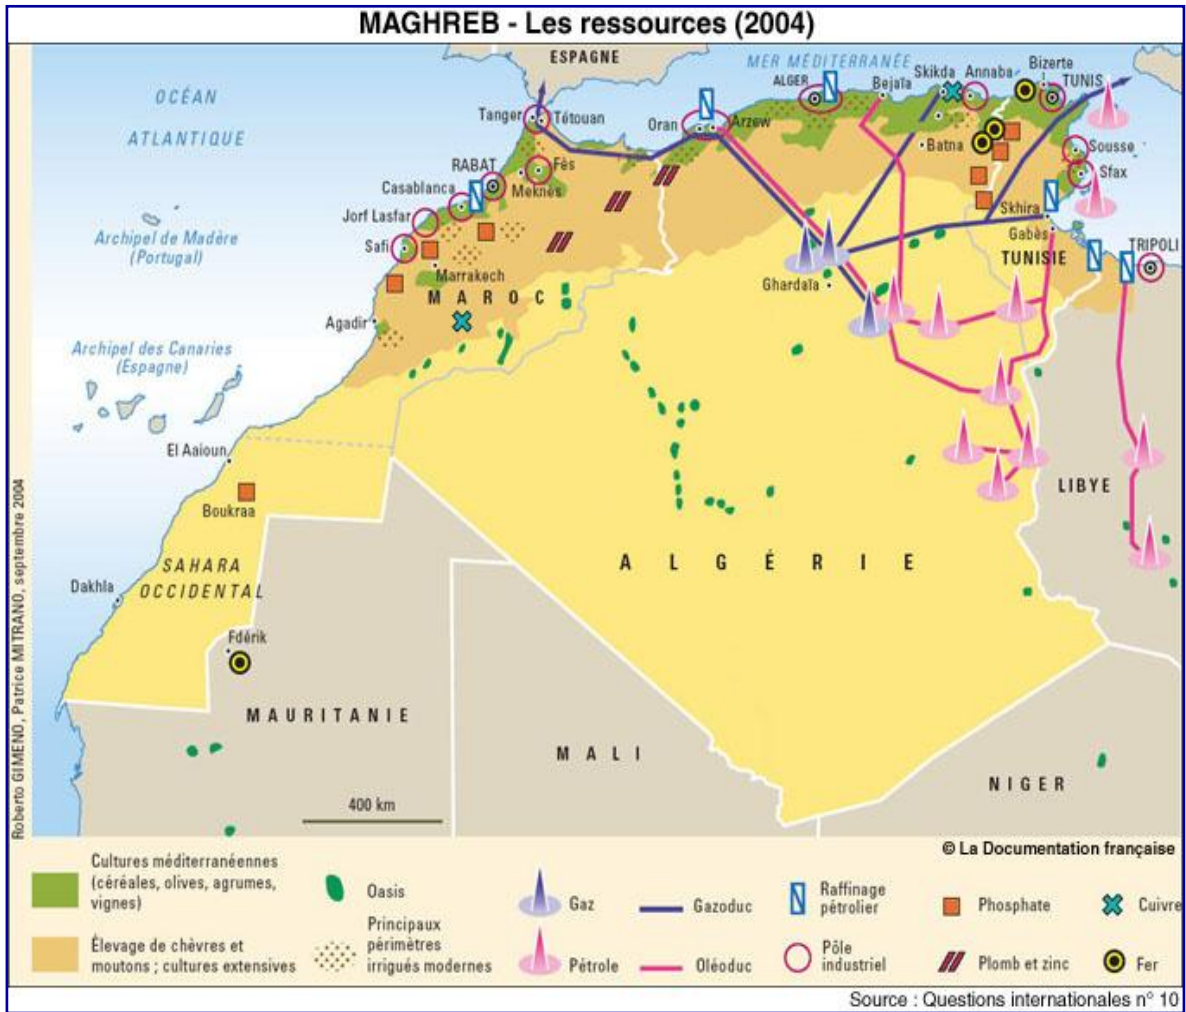 MAGHREB - Les ressources (2004)
ESPAGNE
MER MÉDITERRANÉE
OCÉAN
ATLANTIQUE
Tanger
Tétouan
Oran
Arzew
ALGER
Bejaïa
Skikda
Annaba
Bizerte
TUNIS
Batna
Sousse
Sfax
RABAT
Fès
Casablanca
Meknès
Jorf Lasfar
Safi
Marrakech
MAROC
Agadir
Archipel de Madère
(Portugal)
Archipel des Canaries
(Espagne)
Skhira
Gabès
TUNISIE
TRIPOLI
Ghardaïa
El Aaioun
Boukraa
SAHARA
OCCIDENTAL
Dakhla
Fdérik
ALGÉRIE
LIBYE
MAURITANIE
MALI
NIGER
400 km
Roberto GIMENO, Patrice MITRANO, septembre 2004
© La Documentation française
Cultures méditerranéennes
(céréales, olives, agrumes,
vignes)
Élevage de chèvres et
moutons ; cultures extensives
Oasis
Principaux
périmètres
irrigués modernes
Gaz
Pétrole
Gazoduc
Oléoduc
Raffinage
pétrolier
Pôle
industriel
Phosphate
Plomb et zinc
Cuivre
Fer
Source : Questions internationales n° 10